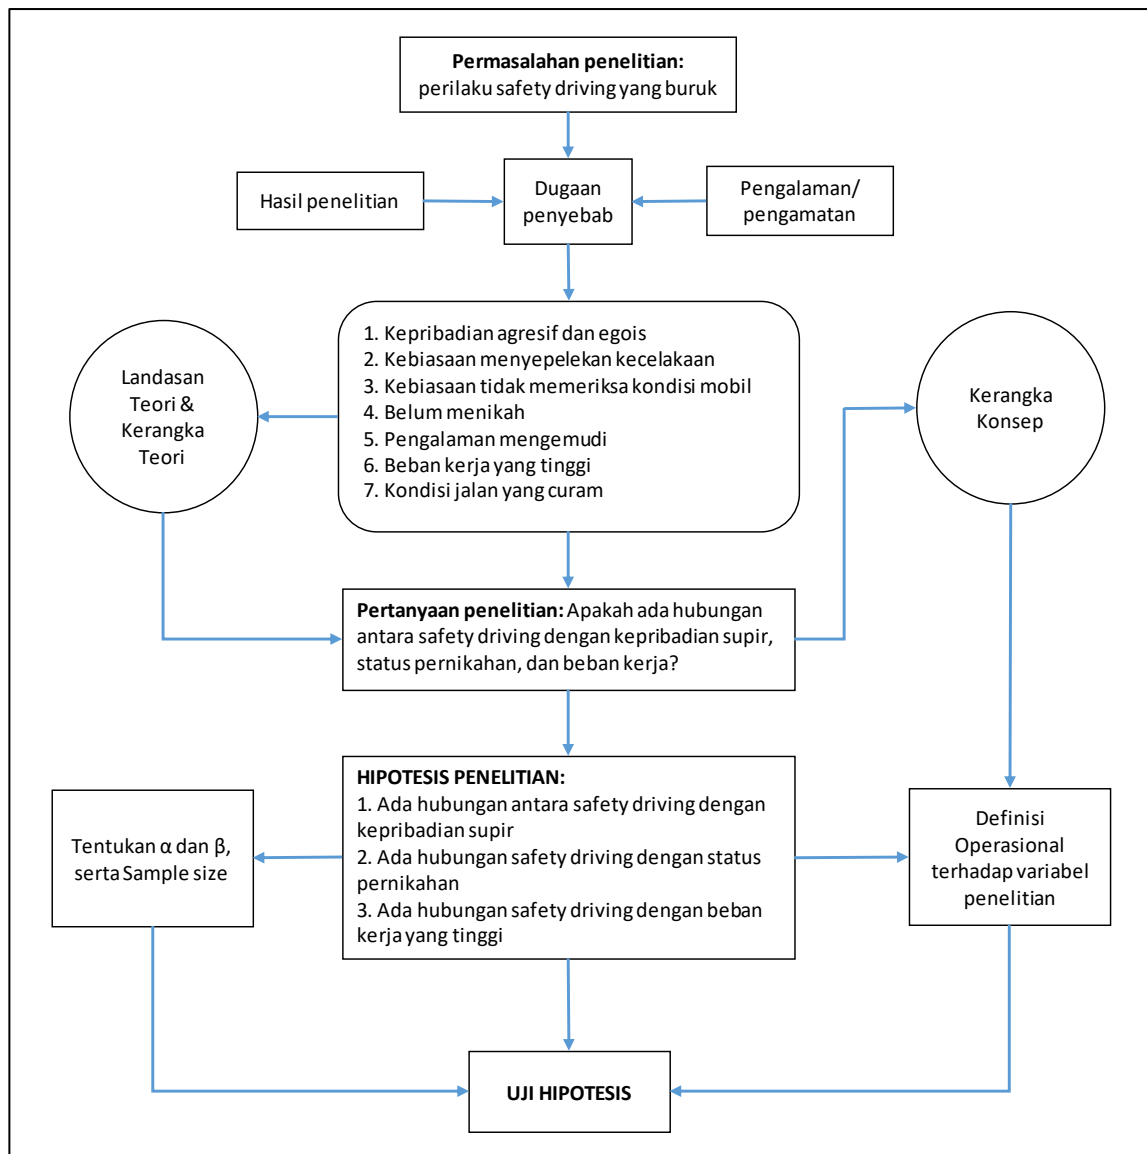 Permasalahan penelitian:
perilaku safety driving yang buruk
Hasil penelitian
Dugaan
penyebab
Pengalaman/
pengamatan
Landasan
Teori &
Kerangka
Teori
1. Kepribadian agresif dan egois
2. Kebiasaan menyepelekan kecelakaan
3. Kebiasaan tidak memeriksa kondisi mobil
4. Belum menikah
5. Pengalaman mengemudi
6. Beban kerja yang tinggi
7. Kondisi jalan yang curam
Kerangka
Konsep
Pertanyaan penelitian: Apakah ada hubungan
antara safety driving dengan kepribadian supir,
status pernikahan, dan beban kerja?
Tentukan α dan β,
serta Sample size
HIPOTESIS PENELITIAN:
1. Ada hubungan antara safety driving dengan
kepribadian supir
2. Ada hubungan safety driving dengan status
pernikahan
3. Ada hubungan safety driving dengan beban
kerja yang tinggi
Definisi
Operasional
terhadap variabel
penelitian
UJI HIPOTESIS